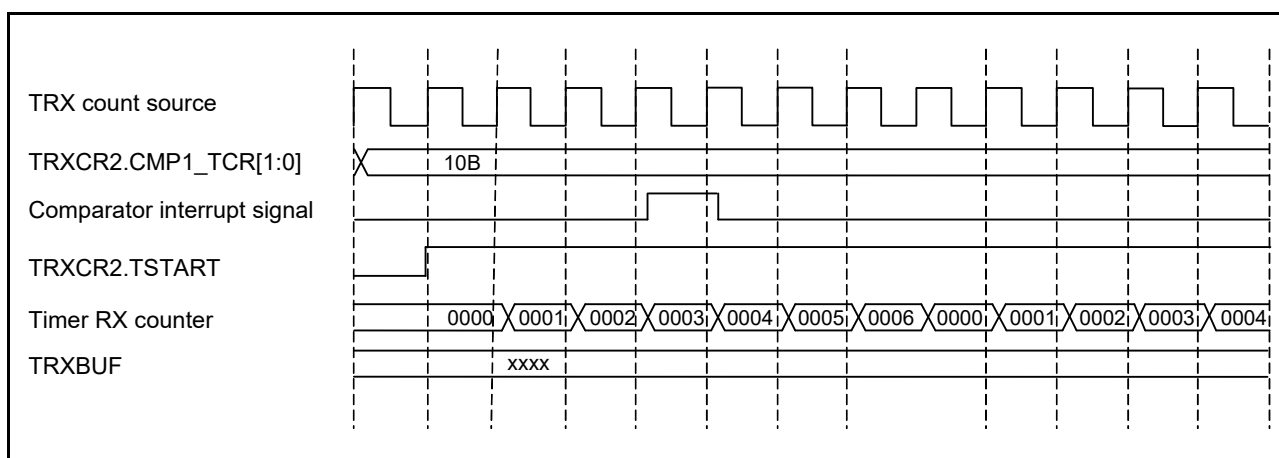 TRX count source
TRXCR2.CMP1_TCR[1:0] 10B
Comparator interrupt signal
TRXCR2.TSTART
Timer RX counter 0000 0001 0002 0003 0004 0005 0006 0000 0001 0002 0003 0004
TRXBUF xxxx